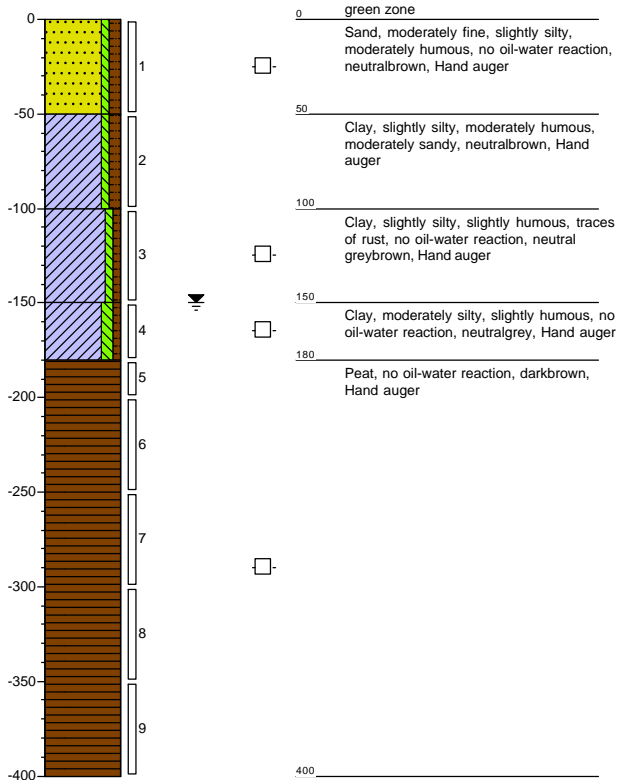 0
-50
-100
-150
-200
-250
-300
-350
-400
1
2
3
4
5
6
7
8
9
0 green zone
Sand, moderately fine, slightly silty,
moderately humous, no oil-water reaction,
neutralbrown, Hand auger
50
Clay, slightly silty, moderately humous,
moderately sandy, neutralbrown, Hand
auger
100
Clay, slightly silty, slightly humous, traces
of rust, no oil-water reaction, neutral
greybrown, Hand auger
150
Clay, moderately silty, slightly humous, no
oil-water reaction, neutralgrey, Hand auger
180
Peat, no oil-water reaction, darkbrown,
Hand auger
400